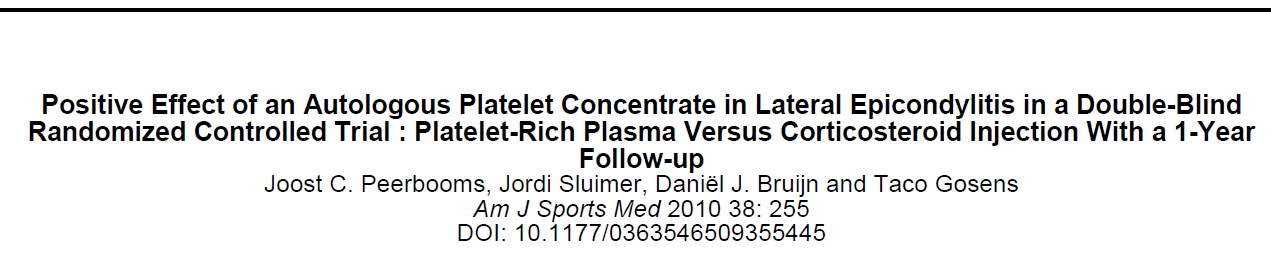 Positive Effect of an Autologous Platelet Concentrate in Lateral Epicondylitis in a Double-Blind
Randomized Controlled Trial : Platelet-Rich Plasma Versus Corticosteroid Injection With a 1-Year
Follow-up
Joost C. Peerbooms, Jordi Sluimer, Daniël J. Bruijn and Taco Gosens
Am J Sports Med 2010 38: 255
DOI: 10.1177/0363546509355445